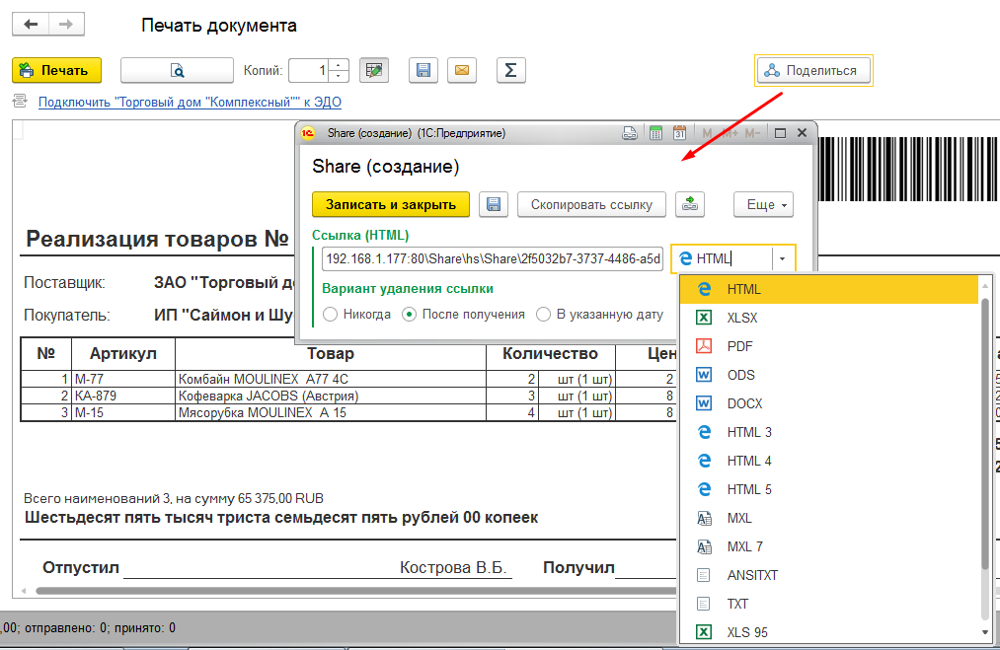 Печать документа
Печать
Копий: 1
Σ
Поделиться
Подключить "Торговый дом "Комплексный"" к ЭДО
1С Share (создание) (1С:Предприятие)
31 M M+ M-
Share (создание)
Записать и закрыть
Скопировать ссылку
Еще
Ссылка (HTML)
192.168.1.177:80\Share\hs\Share\2f5032b7-3737-4486-a5d
HTML
Вариант удаления ссылки
Никогда
После получения
В указанную дату
HTML
XLSX
PDF
ODS
DOCX
HTML 3
HTML 4
HTML 5
MXL
MXL 7
ANSITXT
TXT
XLS 95
Реализация товаров №
Поставщик: ЗАО "Торговый до
Покупатель: ИП "Саймон и Шу
№ Артикул Товар Количество Цен
1 М-77 Комбайн MOULINEX A77 4C 2 шт (1 шт) 2
2 КА-879 Кофеварка JACOBS (Австрия) 3 шт (1 шт) 8
3 М-15 Мясорубка MOULINEX A 15 4 шт (1 шт) 8
Всего наименований 3, на сумму 65 375,00 RUB
Шестьдесят пять тысяч триста семьдесят пять рублей 00 копеек
Отпустил Кострова В.Б. Получил
,00; отправлено: 0; принято: 0